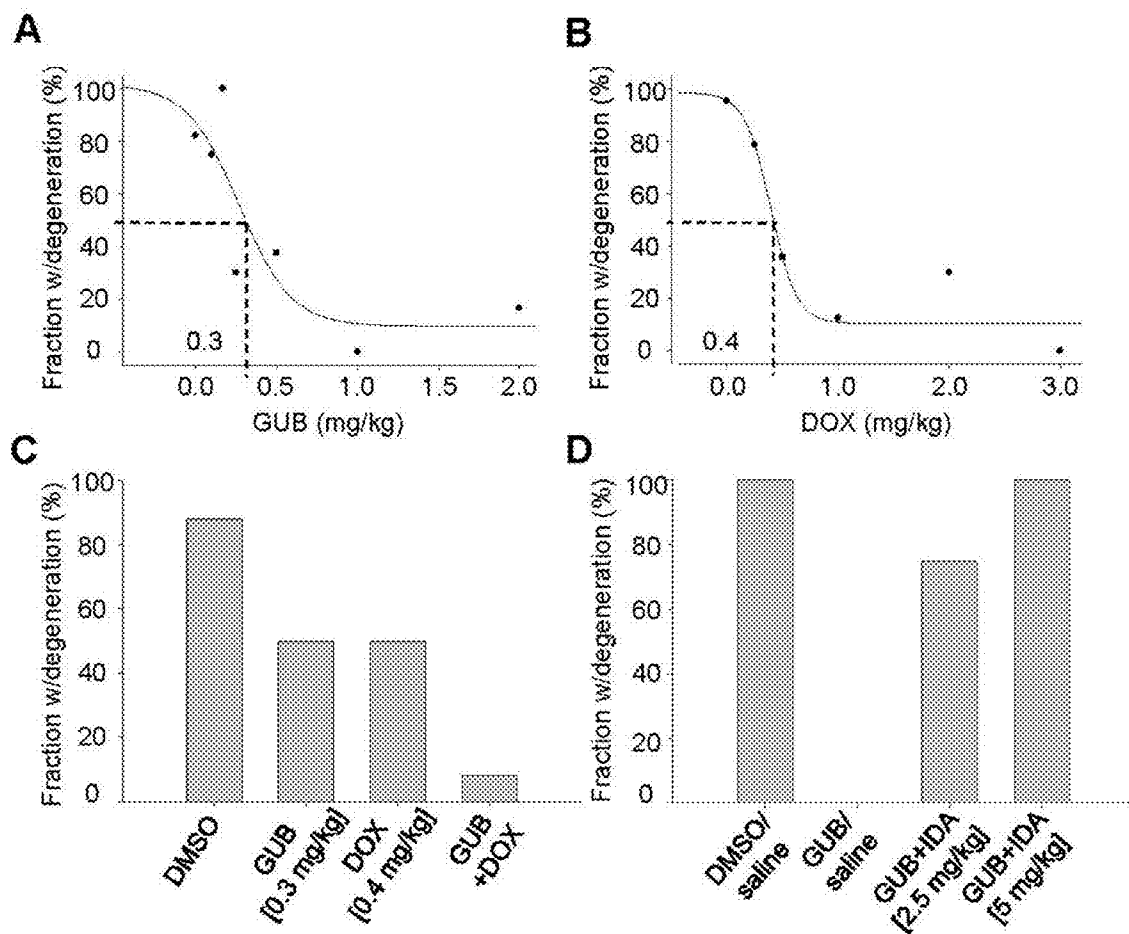 A
Fraction w/degeneration (%)
100
80
60
40
20
0
0.3
0.0
0.5
1.0
1.5
2.0
GUB (mg/kg)
B
Fraction w/degeneration (%)
100
80
60
40
20
0
0.4
0.0
1.0
2.0
3.0
DOX (mg/kg)
C
Fraction w/degeneration (%)
100
80
60
40
20
0
DMSO
GUB
[0.3 mg/kg]
DOX
[0.4 mg/kg]
GUB
+DOX
D
Fraction w/degeneration (%)
100
80
60
40
20
0
DMSO/
saline
GUB/
saline
GUB+IDA
[2.5 mg/kg]
GUB+IDA
[5 mg/kg]